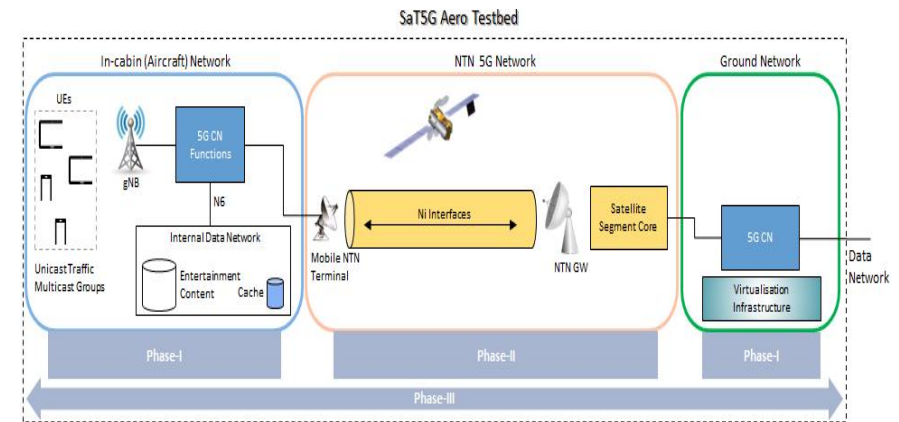 SaT5G Aero Testbed
In-cabin (Aircraft) Network
NTN 5G Network
Ground Network
UEs
gNB
5G CN
Functions
N6
Internal Data Network
Entertainment
Content
Cache
Unicast Traffic
Multicast Groups
Mobile NTN
Terminal
Ni Interfaces
NTN GW
Satellite
Segment Core
5G CN
Virtualisation
Infrastructure
Data
Network
Phase-I
Phase-II
Phase-I
Phase-III